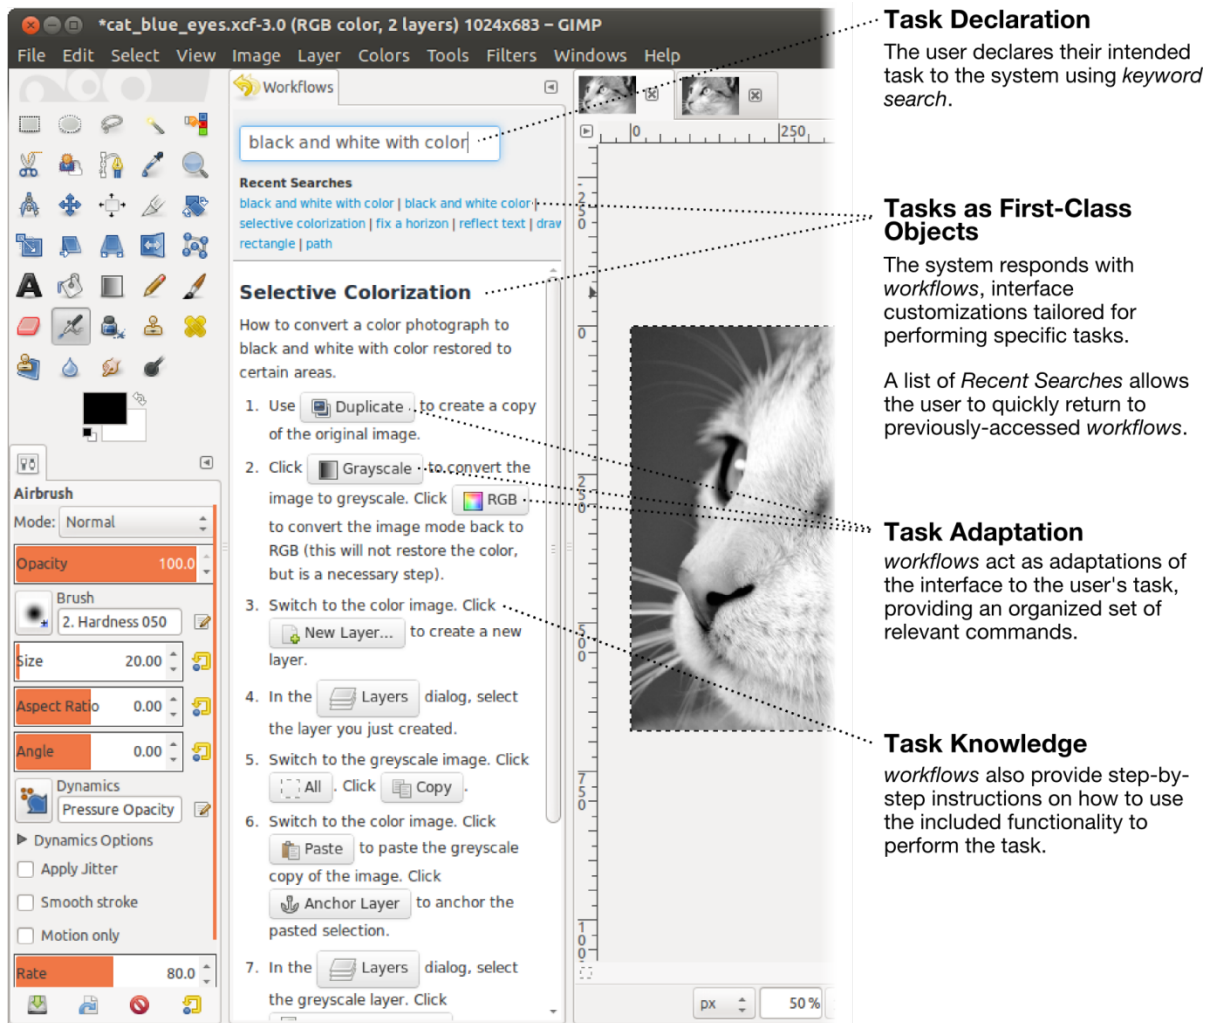 *cat_blue_eyes.xcf-3.0 (RGB color, 2 layers) 1024x683 – GIMP
File Edit Select View Image Layer Colors Tools Filters Windows Help
Workflows
black and white with color
Recent Searches
black and white with color | black and white color |
selective colorization | fix a horizon | reflect text | draw
rectangle | path
Selective Colorization
How to convert a color photograph to
black and white with color restored to
certain areas.
1. Use Duplicate to create a copy
of the original image.
2. Click Grayscale to convert the
image to greyscale. Click RGB
to convert the image mode back to
RGB (this will not restore the color,
but is a necessary step).
3. Switch to the color image. Click
New Layer... to create a new
layer.
4. In the Layers dialog, select
the layer you just created.
5. Switch to the greyscale image. Click
All . Click Copy .
6. Switch to the color image. Click
Paste to paste the greyscale
copy of the image. Click
Anchor Layer to anchor the
pasted selection.
7. In the Layers dialog, select
the greyscale layer. Click
Airbrush
Mode: Normal
Opacity 100.0
Brush
2. Hardness 050
Size 20.00
Aspect Ratio 0.00
Angle 0.00
Dynamics
Pressure Opacity
Dynamics Options
Apply Jitter
Smooth stroke
Motion only
Rate 80.0
0 250
-250
0
250
500
750
1000
px 50 %
Task Declaration
The user declares their intended
task to the system using keyword
search.
Tasks as First-Class
Objects
The system responds with
workflows, interface
customizations tailored for
performing specific tasks.
A list of Recent Searches allows
the user to quickly return to
previously-accessed workflows.
Task Adaptation
workflows act as adaptations of
the interface to the user's task,
providing an organized set of
relevant commands.
Task Knowledge
workflows also provide step-by-
step instructions on how to use
the included functionality to
perform the task.